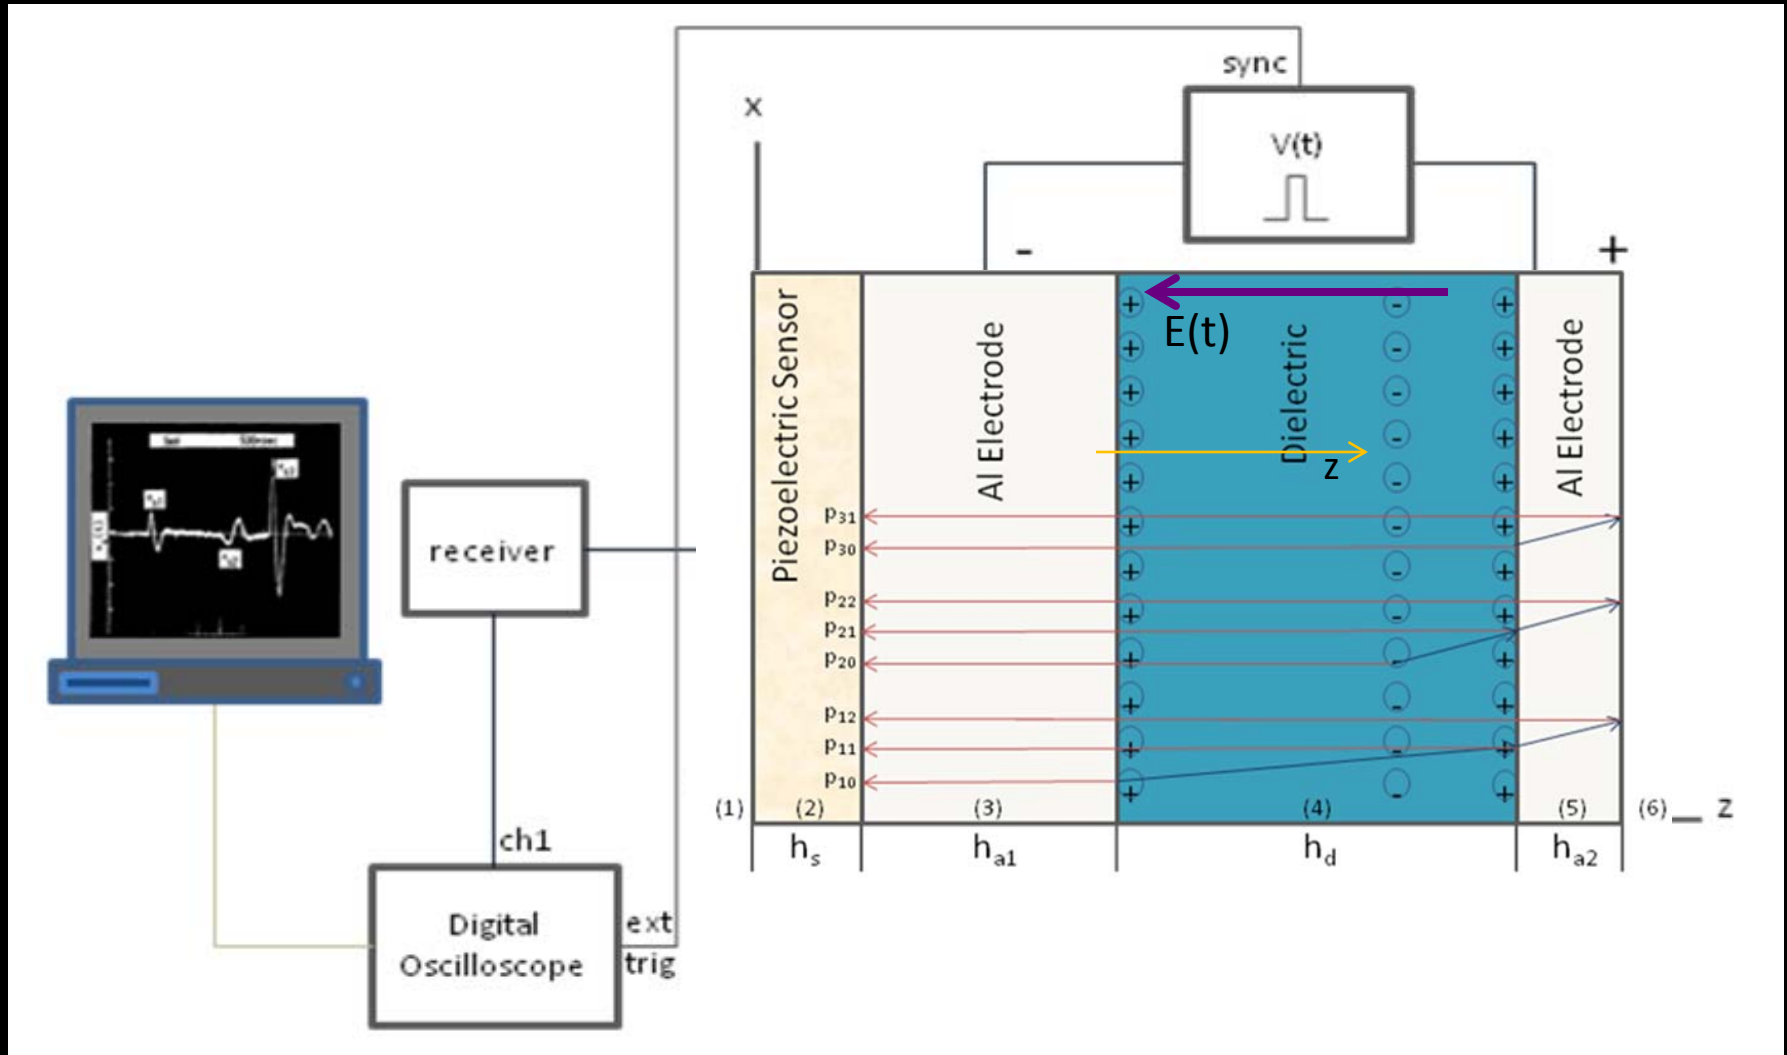 sync
x
V(t)
-
+
E(t)
Piezoelectric Sensor
Al Electrode
Dielectric
Al Electrode
z
receiver
p31
p30
p22
p21
p20
p12
p11
p10
(1)
(2)
(3)
(4)
(5)
(6)
z
hs
ha1
hd
ha2
ch1
Digital
Oscilloscope
ext
trig